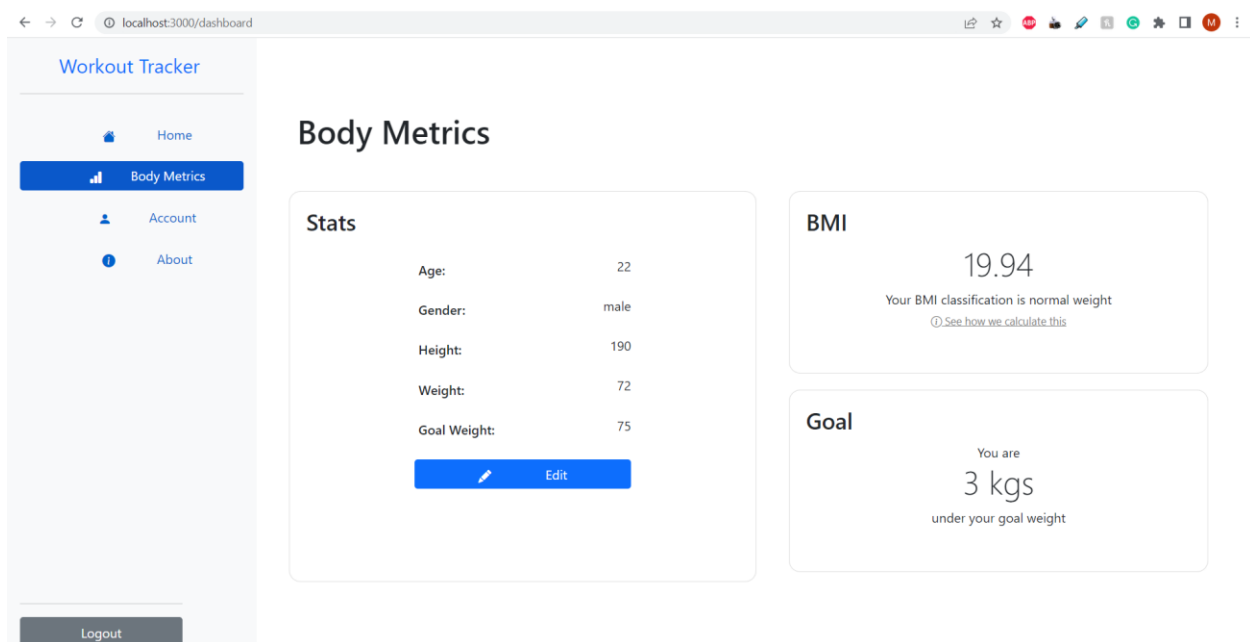 localhost:3000/dashboard
ABP
M
Workout Tracker
Home
Body Metrics
Account
About
Logout
Body Metrics
Stats
Age: 22
Gender: male
Height: 190
Weight: 72
Goal Weight: 75
Edit
BMI
19.94
Your BMI classification is normal weight
See how we calculate this
Goal
You are
3 kgs
under your goal weight